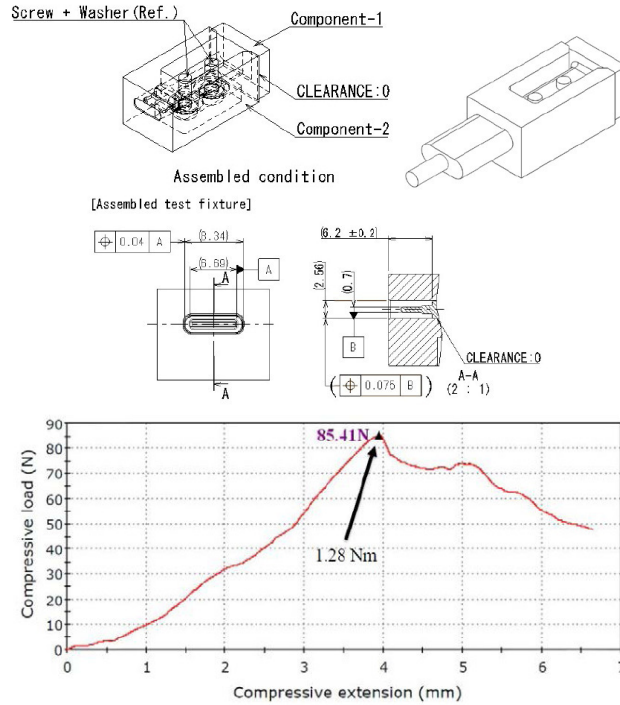 Screw + Washer(Ref.)
Component-1
CLEARANCE:0
Component-2
Assembled condition
[Assembled test fixture]
0.04 A
(8.34)
(6.69)
A
A
A
(6.2 ±0.2)
(2.56)
(0.7)
B
CLEARANCE:0
A-A
(2 : 1)
( 0.075 B )
90
80
70
60
50
40
30
20
10
0
Compressive load (N)
85.41N
1.28 Nm
0 1 2 3 4 5 6 7
Compressive extension (mm)